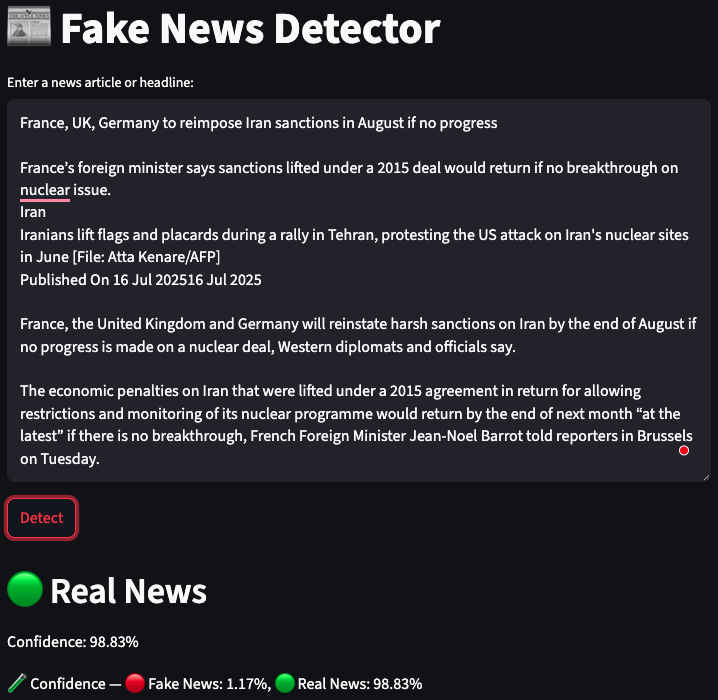 Fake News Detector
Enter a news article or headline:
France, UK, Germany to reimpose Iran sanctions in August if no progress
France’s foreign minister says sanctions lifted under a 2015 deal would return if no breakthrough on
nuclear issue.
Iran
Iranians lift flags and placards during a rally in Tehran, protesting the US attack on Iran's nuclear sites
in June [File: Atta Kenare/AFP]
Published On 16 Jul 202516 Jul 2025
France, the United Kingdom and Germany will reinstate harsh sanctions on Iran by the end of August if
no progress is made on a nuclear deal, Western diplomats and officials say.
The economic penalties on Iran that were lifted under a 2015 agreement in return for allowing
restrictions and monitoring of its nuclear programme would return by the end of next month “at the
latest” if there is no breakthrough, French Foreign Minister Jean-Noel Barrot told reporters in Brussels
on Tuesday.
Detect
Real News
Confidence: 98.83%
Confidence — Fake News: 1.17%, Real News: 98.83%